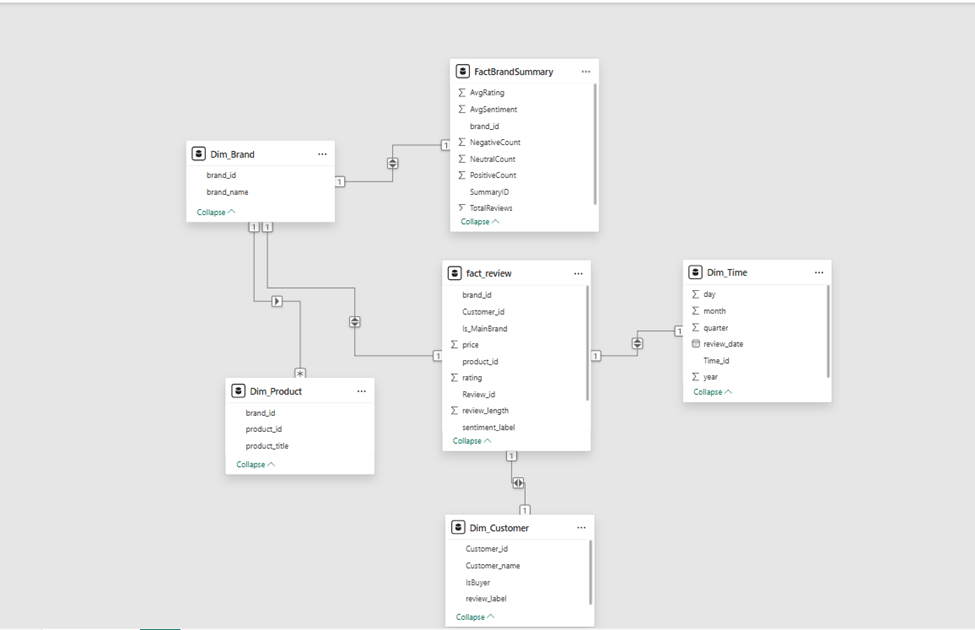 FactBrandSummary
Σ AvgRating
Σ AvgSentiment
brand_id
Σ NegativeCount
Σ NeutralCount
Σ PositiveCount
SummaryID
Σ TotalReviews
Collapse
Dim_Brand
brand_id
brand_name
Collapse
1
1
1
1
fact_review
brand_id
Customer_id
Is_MainBrand
Σ price
product_id
Σ rating
Review_id
Σ review_length
sentiment_label
Collapse
Dim_Time
Σ day
Σ month
Σ quarter
review_date
Time_id
Σ year
Collapse
1
1
1
*
Dim_Product
brand_id
product_id
product_title
Collapse
1
1
Dim_Customer
Customer_id
Customer_name
IsBuyer
review_label
Collapse